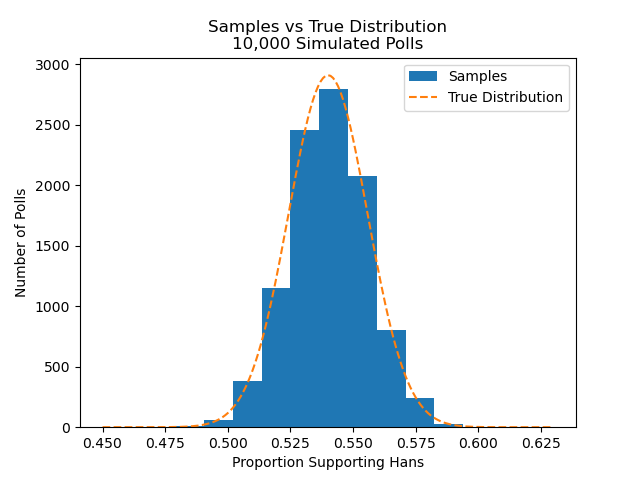 Samples vs True Distribution
10,000 Simulated Polls
Samples
True Distribution
Number of Polls
3000
2500
2000
1500
1000
500
0
0.450 0.475 0.500 0.525 0.550 0.575 0.600 0.625
Proportion Supporting Hans